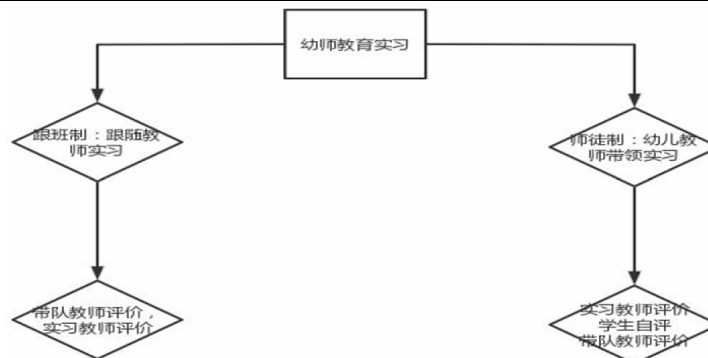 幼师教育实习
跟班制：跟随教
师实习
师徒制：幼儿教
师带领实习
带队教师评价，
实习教师评价
实习教师评价
学生自评
带队教师评价